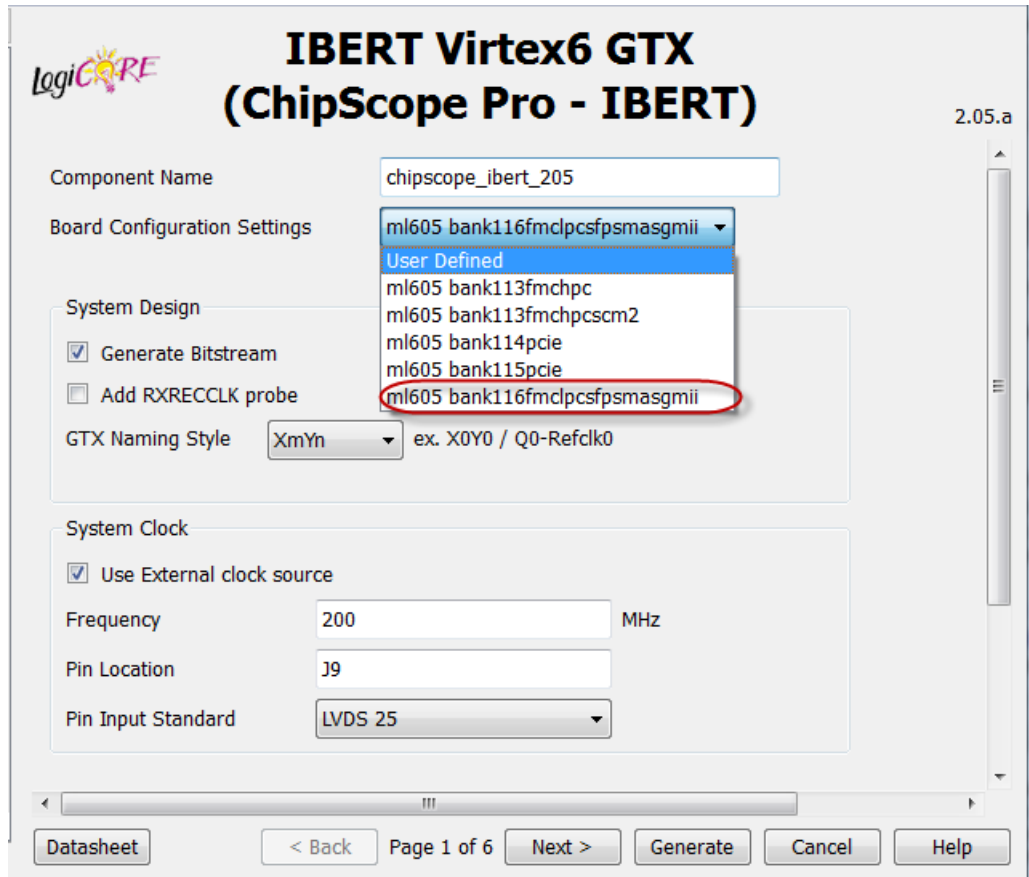 LogiCORE
IBERT Virtex6 GTX
(ChipScope Pro - IBERT)
2.05.a
Component Name chipscope_ibert_205
Board Configuration Settings ml605 bank116fmclpcsfpsmasgmii
User Defined
ml605 bank113fmchpc
ml605 bank113fmchpcscm2
ml605 bank114pcie
ml605 bank115pcie
ml605 bank116fmclpcsfpsmasgmii
System Design
Generate Bitstream
Add RXRECCLK probe
GTX Naming Style XmYn ex. X0Y0 / Q0-Refclk0
System Clock
Use External clock source
Frequency 200 MHz
Pin Location J9
Pin Input Standard LVDS 25
Datasheet < Back Page 1 of 6 Next > Generate Cancel Help